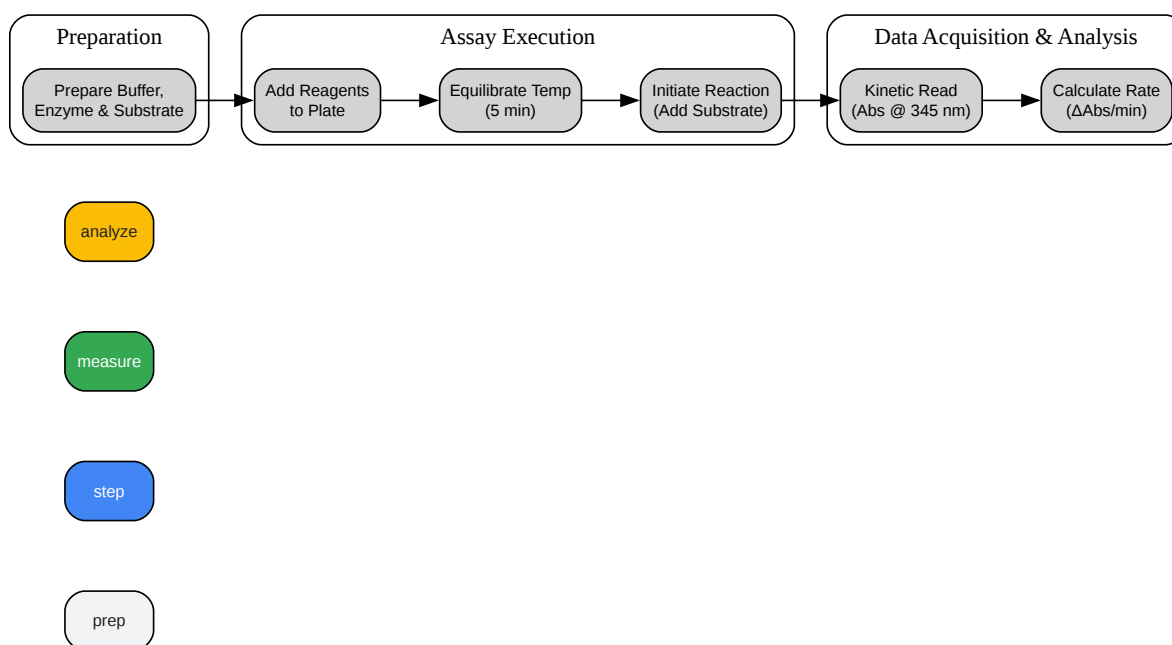 Preparation
Prepare Buffer,
Enzyme & Substrate
Assay Execution
Add Reagents
to Plate
Equilibrate Temp
(5 min)
Initiate Reaction
(Add Substrate)
Data Acquisition & Analysis
Kinetic Read
(Abs @ 345 nm)
Calculate Rate
(ΔAbs/min)
analyze
measure
step
prep